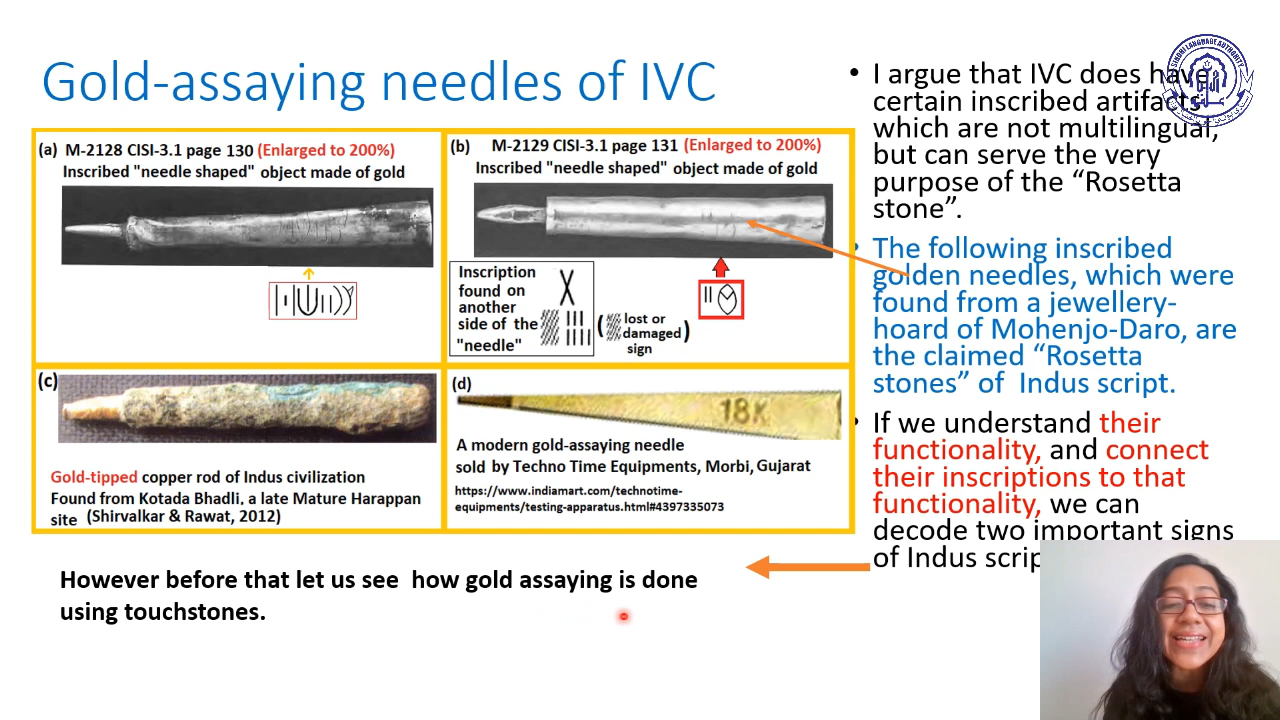 Gold-assaying needles of IVC
(a) M-2128 CISI-3.1 page 130 (Enlarged to 200%)
Inscribed "needle shaped" object made of gold
(b) M-2129 CISI-3.1 page 131 (Enlarged to 200%)
Inscribed "needle shaped" object made of gold
Inscription
found on
another
side of the
"needle"
( lost or
damaged )
sign
(c)
Gold-tipped copper rod of Indus civilization
Found from Kotada Bhadli, a late Mature Harappan
site (Shirvalkar & Rawat, 2012)
(d)
18K
A modern gold-assaying needle
sold by Techno Time Equipments, Morbi, Gujarat
https://www.indiamart.com/technotime-
equipments/testing-apparatus.html#4397335073
However before that let us see how gold assaying is done
using touchstones.
• I argue that IVC does have
certain inscribed artifacts
which are not multilingual,
but can serve the very
purpose of the “Rosetta
stone”.
• The following inscribed
golden needles, which were
found from a jewellery-
hoard of Mohenjo-Daro, are
the claimed “Rosetta
stones” of Indus script.
• If we understand their
functionality, and connect
their inscriptions to that
functionality, we can
decode two important signs
of Indus
SINDHI LANGUAGE AUTHORITY